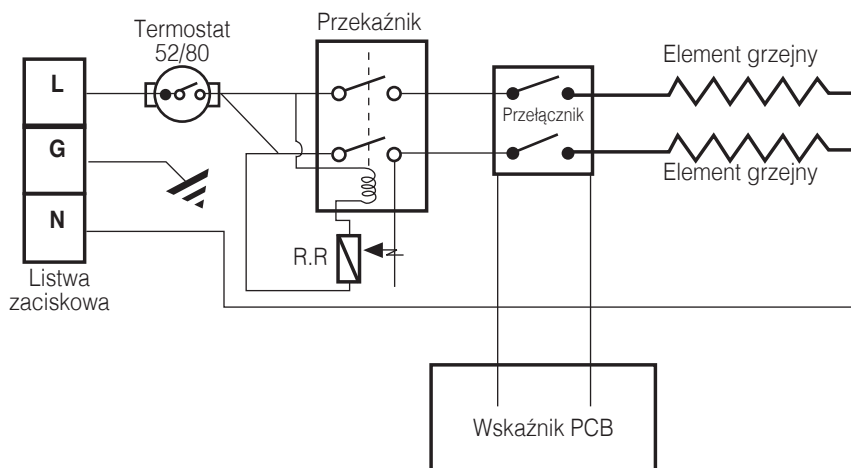 Termostat
52/80
Przekaźnik
L
G
N
Listwa
zaciskowa
R.R
Przełącznik
Element grzejny
Element grzejny
Wskaźnik PCB